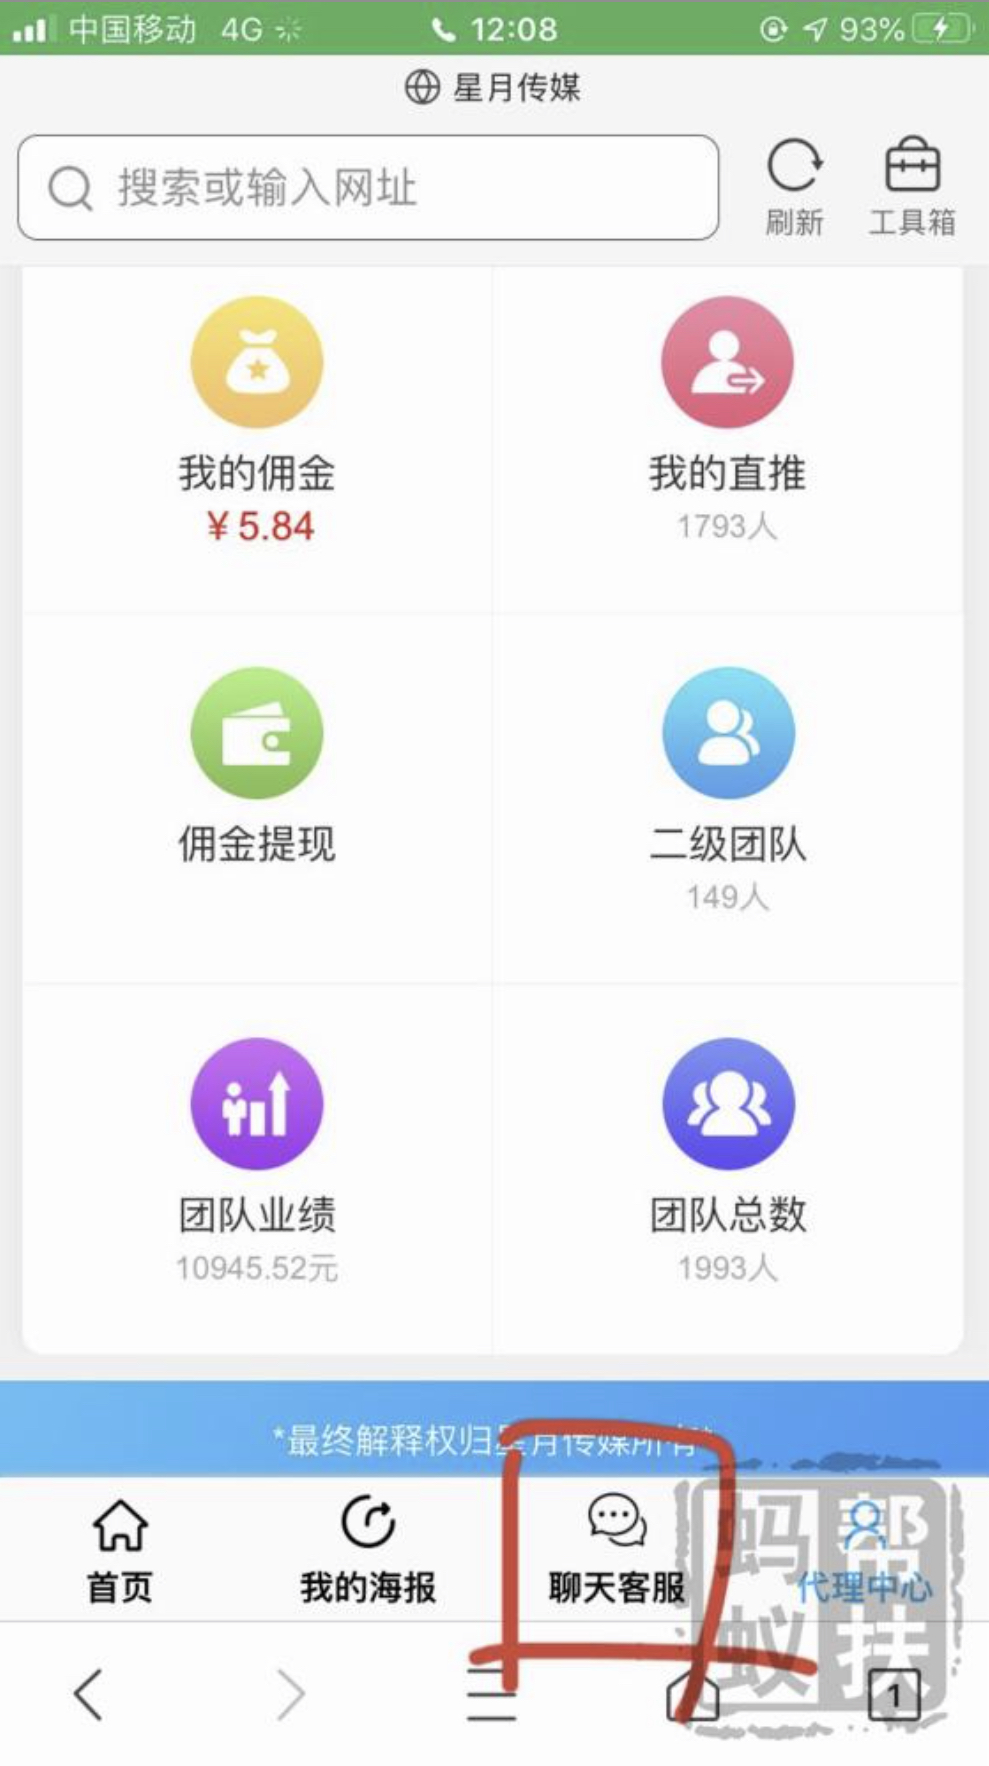 中国移动 4G 12:08 93%
星月传媒
搜索或输入网址
刷新 工具箱
我的佣金 我的直推
¥5.84 1793人
佣金提现 二级团队
149人
团队业绩 团队总数
10945.52元 1993人
*最终解释权归星月传媒所有*
首页 我的海报 聊天客服 代理中心
蚂 帮
蚁 扶
1